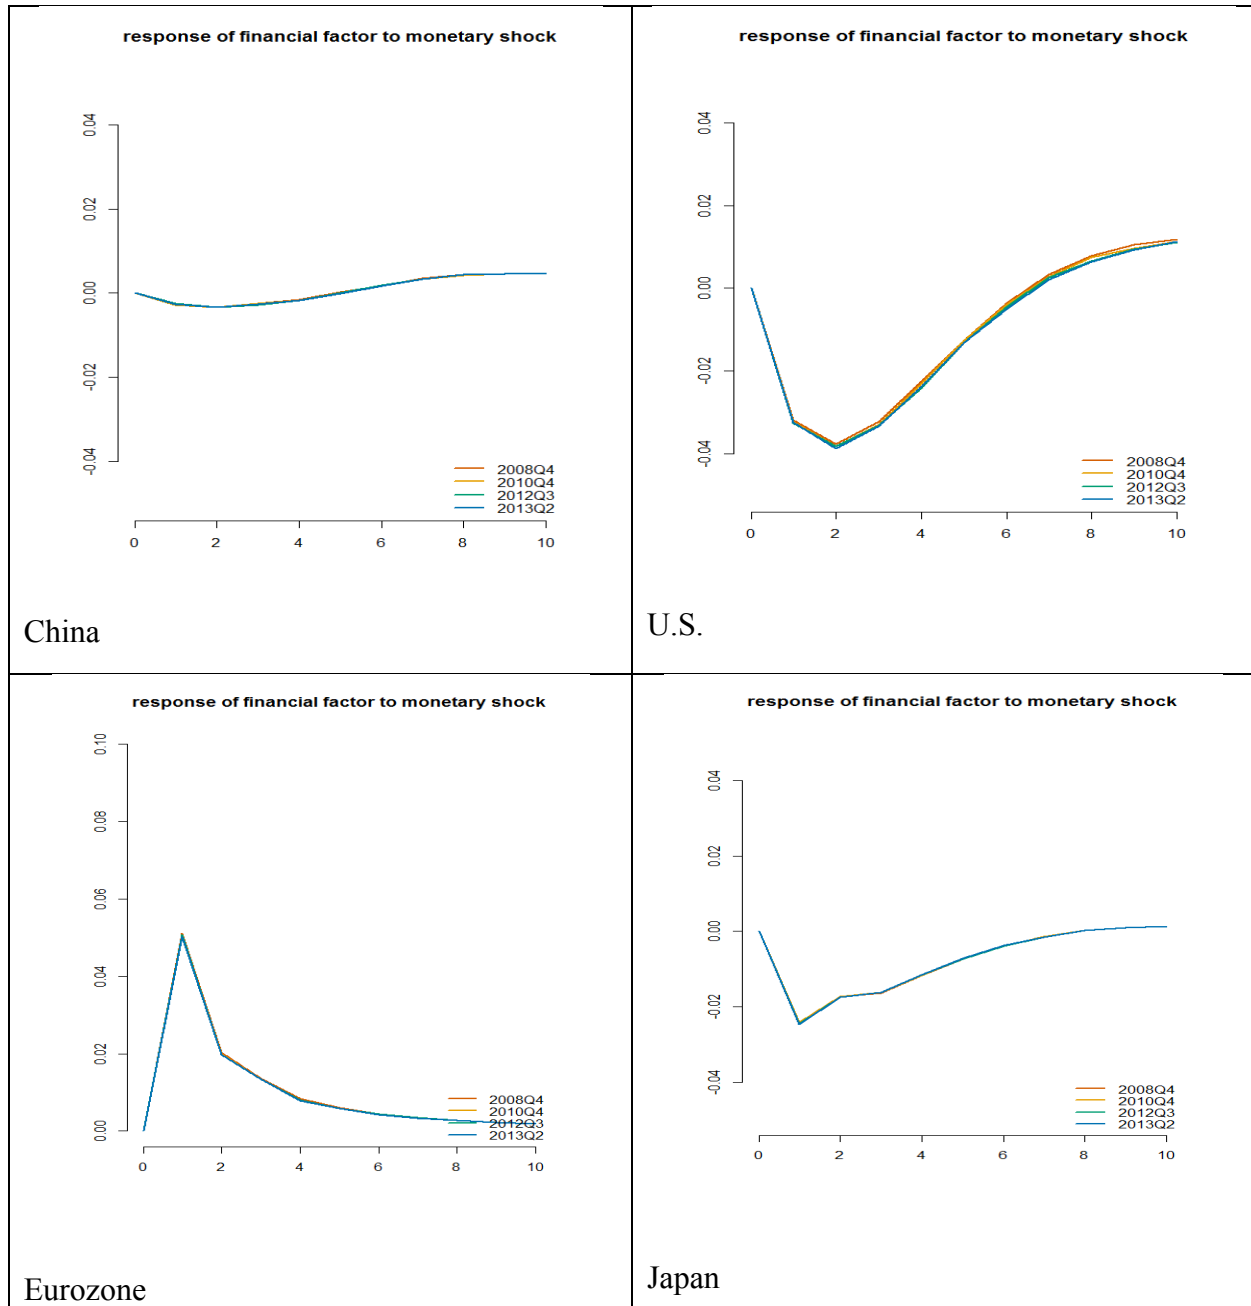 response of financial factor to monetary shock
0.04
0.02
0.00
-0.02
-0.04
2008Q4
2010Q4
2012Q3
2013Q2
0 2 4 6 8 10
China
response of financial factor to monetary shock
0.04
0.02
0.00
-0.02
-0.04
2008Q4
2010Q4
2012Q3
2013Q2
0 2 4 6 8 10
U.S.
response of financial factor to monetary shock
0.10
0.08
0.06
0.04
0.02
0.00
2008Q4
2010Q4
2012Q3
2013Q2
0 2 4 6 8 10
Eurozone
response of financial factor to monetary shock
0.04
0.02
0.00
-0.02
-0.04
2008Q4
2010Q4
2012Q3
2013Q2
0 2 4 6 8 10
Japan